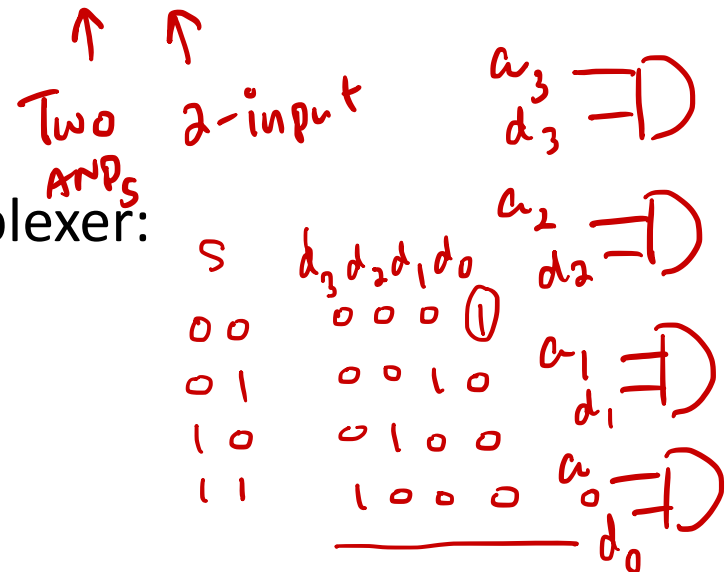 ↑ ↑
Two 2-input
ANDs
plexer:
S d3 d2 d1 d0
00 0 0 0 1
01 0 0 1 0
10 0 1 0 0
11 1 0 0 0
a3
d3
a2
d2
a1
d1
a0
d0